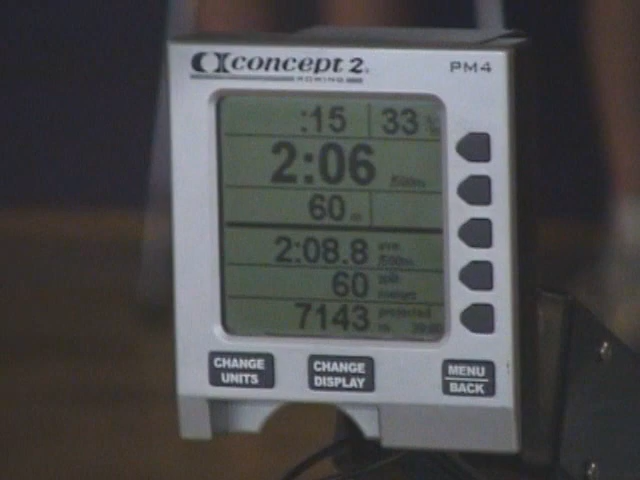 concept 2
ROWING
PM4
:15 33
2:06 /500m
60 m
2:08.8 ave /500m
60 split meters
7143 projected
CHANGE UNITS
CHANGE DISPLAY
MENU BACK